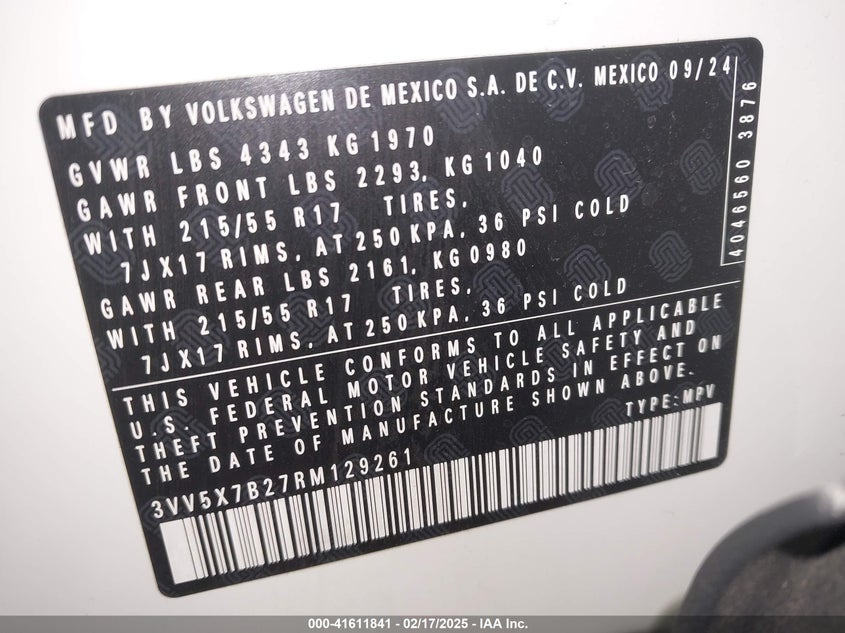 MFD BY VOLKSWAGEN DE MEXICO S.A. DE C.V. MEXICO 09/24
GVWR LBS 4343 KG 1970
GAWR FRONT LBS 2293, KG 1040
WITH 215/55 R17 TIRES,
7JX17 RIMS, AT 250 KPA, 36 PSI COLD
GAWR REAR LBS 2161, KG 0980
WITH 215/55 R17 TIRES,
7JX17 RIMS, AT 250 KPA, 36 PSI COLD
4046560 3876
THIS VEHICLE CONFORMS TO ALL APPLICABLE
U.S. FEDERAL MOTOR VEHICLE SAFETY AND
THEFT PREVENTION STANDARDS IN EFFECT ON
THE DATE OF MANUFACTURE SHOWN ABOVE.
TYPE: MPV
3VV5X7B27RM129261
000-41611841 - 02/17/2025 - IAA Inc.